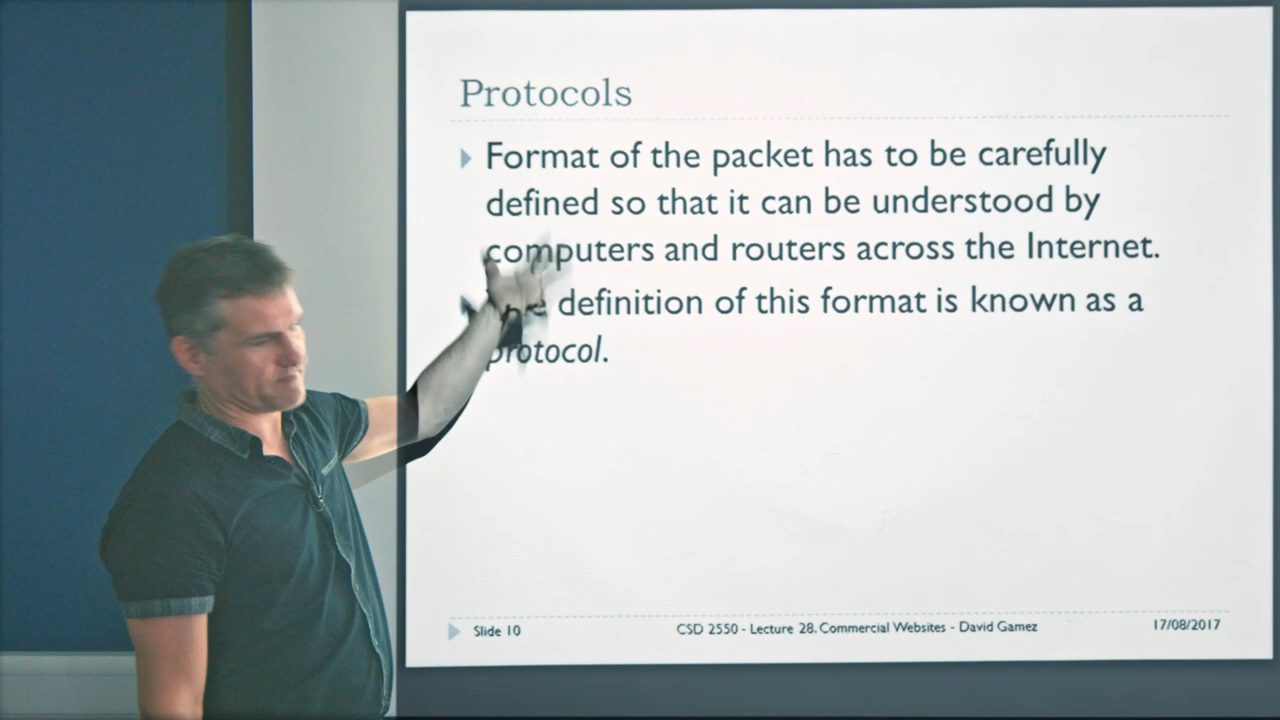 Protocols
Format of the packet has to be carefully
defined so that it can be understood by
computers and routers across the Internet.
definition of this format is known as a
protocol.
Slide 10
CSD 2550 - Lecture 28. Commercial Websites - David Gamez
17/08/2017